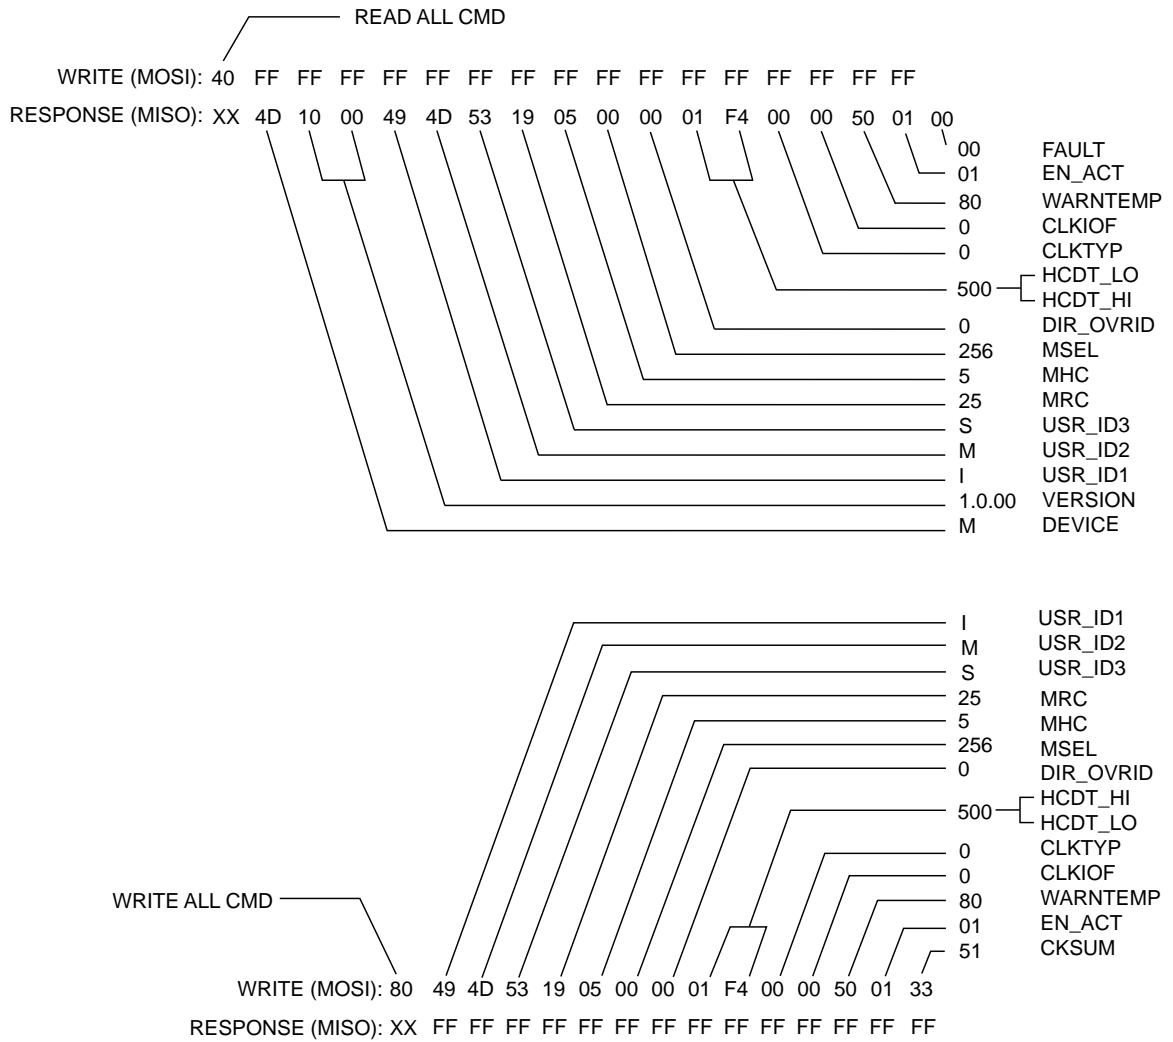 READ ALL CMD
WRITE (MOSI): 40 FF FF FF FF FF FF FF FF FF FF FF FF FF FF FF FF
RESPONSE (MISO): XX 4D 10 00 49 4D 53 19 05 00 00 01 F4 00 00 50 01 00
00 FAULT
01 EN_ACT
80 WARNTEMP
0 CLKIOF
0 CLKTYP
500 HCDT_LO
HCDT_HI
0 DIR_OVRID
256 MSEL
5 MHC
25 MRC
S USR_ID3
M USR_ID2
I USR_ID1
1.0.00 VERSION
M DEVICE
I USR_ID1
M USR_ID2
S USR_ID3
25 MRC
5 MHC
256 MSEL
0 DIR_OVRID
500 HCDT_HI
HCDT_LO
0 CLKTYP
0 CLKIOF
WRITE ALL CMD 80 WARNTEMP
01 EN_ACT
51 CKSUM
WRITE (MOSI): 80 49 4D 53 19 05 00 00 01 F4 00 00 50 01 33
RESPONSE (MISO): XX FF FF FF FF FF FF FF FF FF FF FF FF FF FF